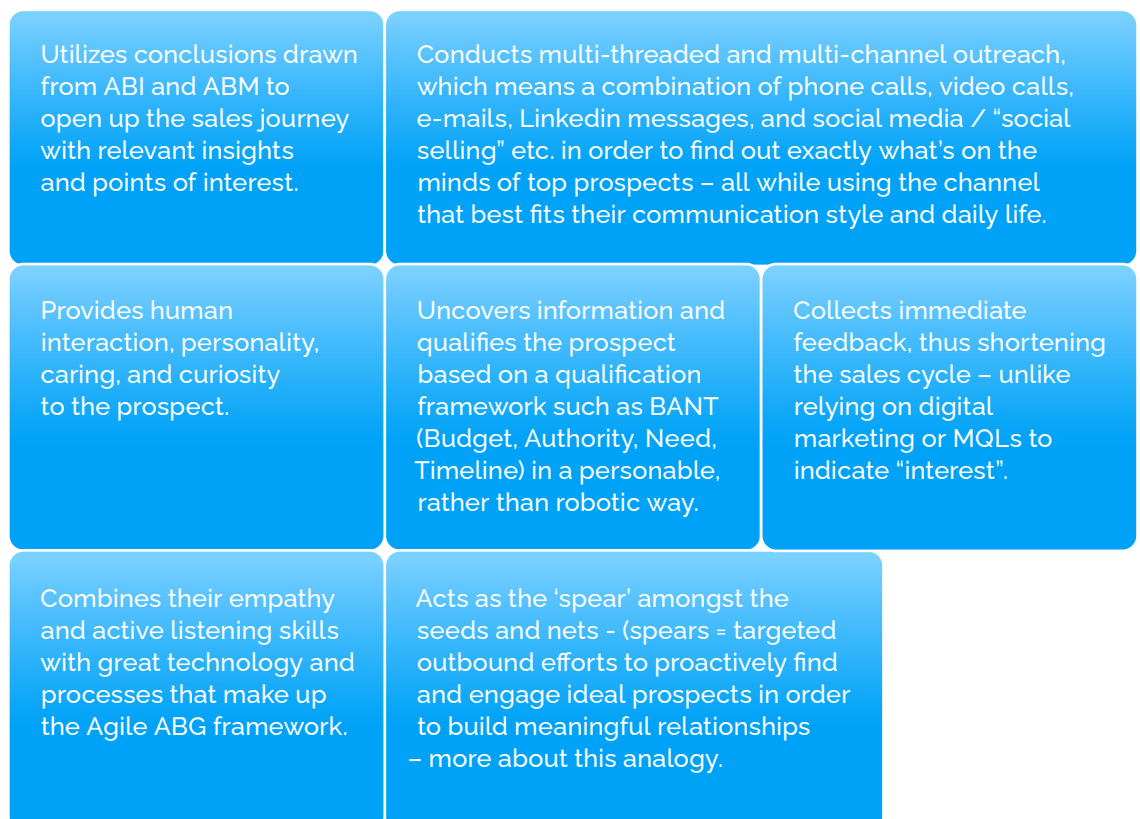 Utilizes conclusions drawn
from ABI and ABM to
open up the sales journey
with relevant insights
and points of interest.
Conducts multi-threaded and multi-channel outreach,
which means a combination of phone calls, video calls,
e-mails, Linkedin messages, and social media / “social
selling” etc. in order to find out exactly what’s on the
minds of top prospects – all while using the channel
that best fits their communication style and daily life.
Provides human
interaction, personality,
caring, and curiosity
to the prospect.
Uncovers information and
qualifies the prospect
based on a qualification
framework such as BANT
(Budget, Authority, Need,
Timeline) in a personable,
rather than robotic way.
Collects immediate
feedback, thus shortening
the sales cycle – unlike
relying on digital
marketing or MQLs to
indicate “interest”.
Combines their empathy
and active listening skills
with great technology and
processes that make up
the Agile ABG framework.
Acts as the ‘spear’ amongst the
seeds and nets - (spears = targeted
outbound efforts to proactively find
and engage ideal prospects in order
to build meaningful relationships
– more about this analogy.